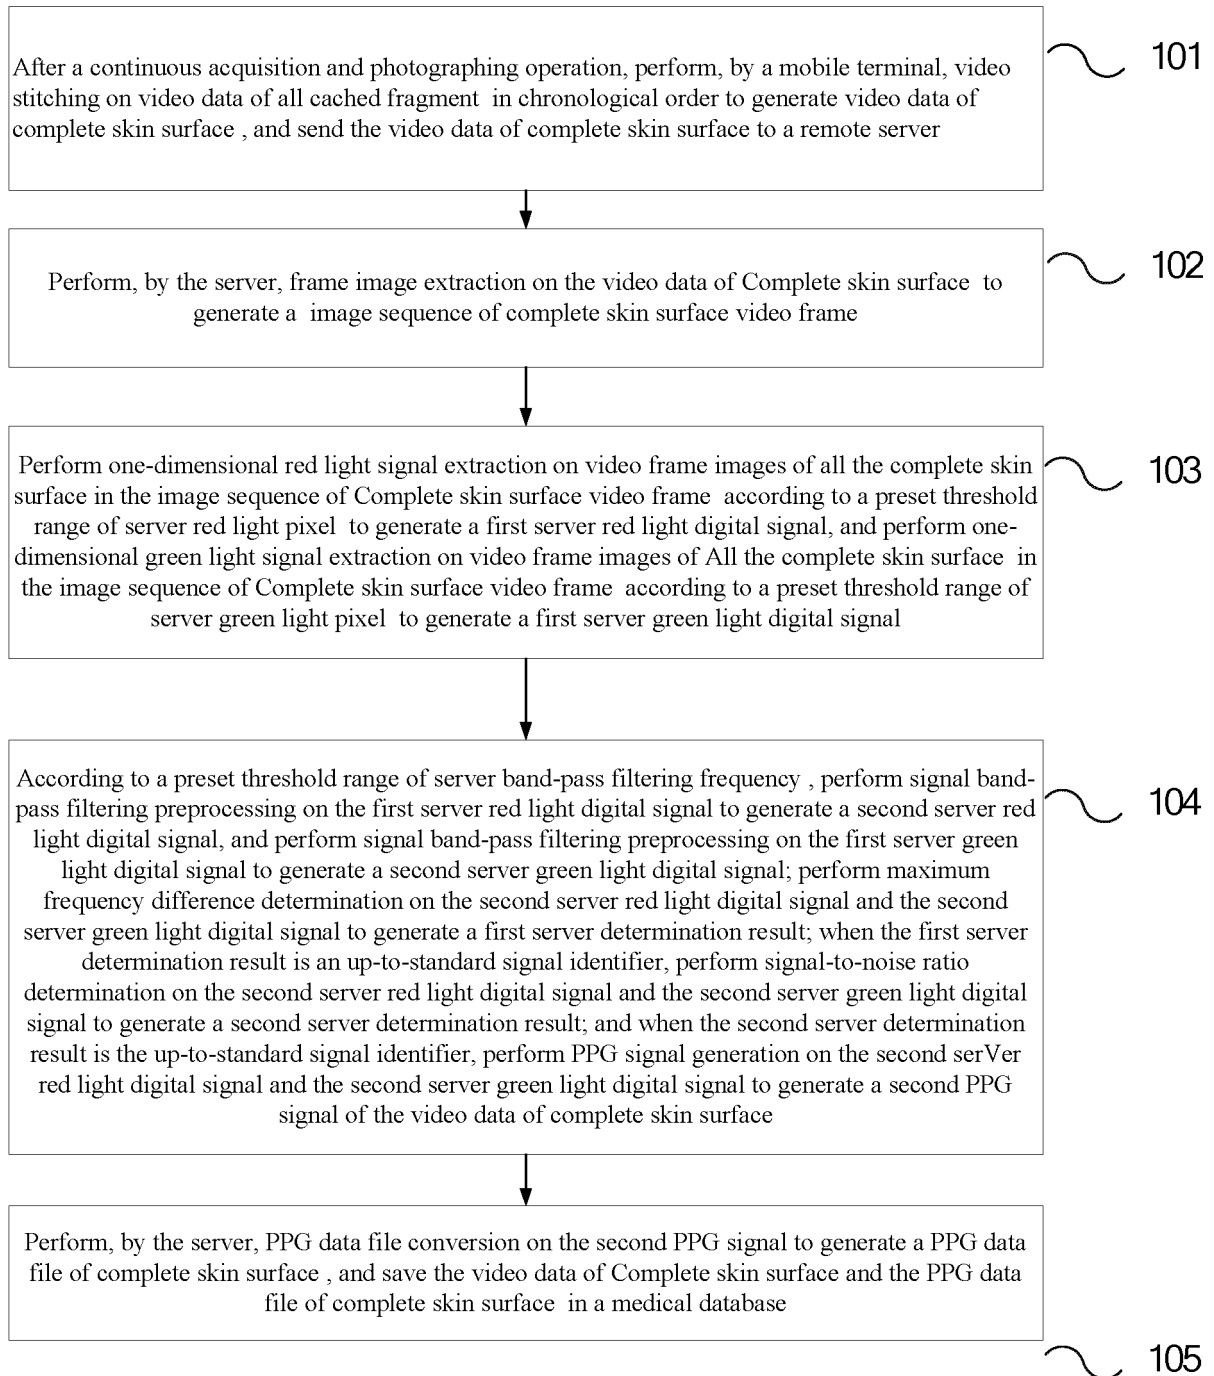 After a continuous acquisition and photographing operation, perform, by a mobile terminal, video
stitching on video data of all cached fragment in chronological order to generate video data of
complete skin surface , and send the video data of complete skin surface to a remote server
101
Perform, by the server, frame image extraction on the video data of Complete skin surface to
generate a image sequence of complete skin surface video frame
102
Perform one-dimensional red light signal extraction on video frame images of all the complete skin
surface in the image sequence of Complete skin surface video frame according to a preset threshold
range of server red light pixel to generate a first server red light digital signal, and perform one-
dimensional green light signal extraction on video frame images of All the complete skin surface in
the image sequence of Complete skin surface video frame according to a preset threshold range of
server green light pixel to generate a first server green light digital signal
103
According to a preset threshold range of server band-pass filtering frequency , perform signal band-
pass filtering preprocessing on the first server red light digital signal to generate a second server red
light digital signal, and perform signal band-pass filtering preprocessing on the first server green
light digital signal to generate a second server green light digital signal; perform maximum
frequency difference determination on the second server red light digital signal and the second
server green light digital signal to generate a first server determination result; when the first server
determination result is an up-to-standard signal identifier, perform signal-to-noise ratio
determination on the second server red light digital signal and the second server green light digital
signal to generate a second server determination result; and when the second server determination
result is the up-to-standard signal identifier, perform PPG signal generation on the second serVer
red light digital signal and the second server green light digital signal to generate a second PPG
signal of the video data of complete skin surface
104
Perform, by the server, PPG data file conversion on the second PPG signal to generate a PPG data
file of complete skin surface , and save the video data of Complete skin surface and the PPG data
file of complete skin surface in a medical database
105